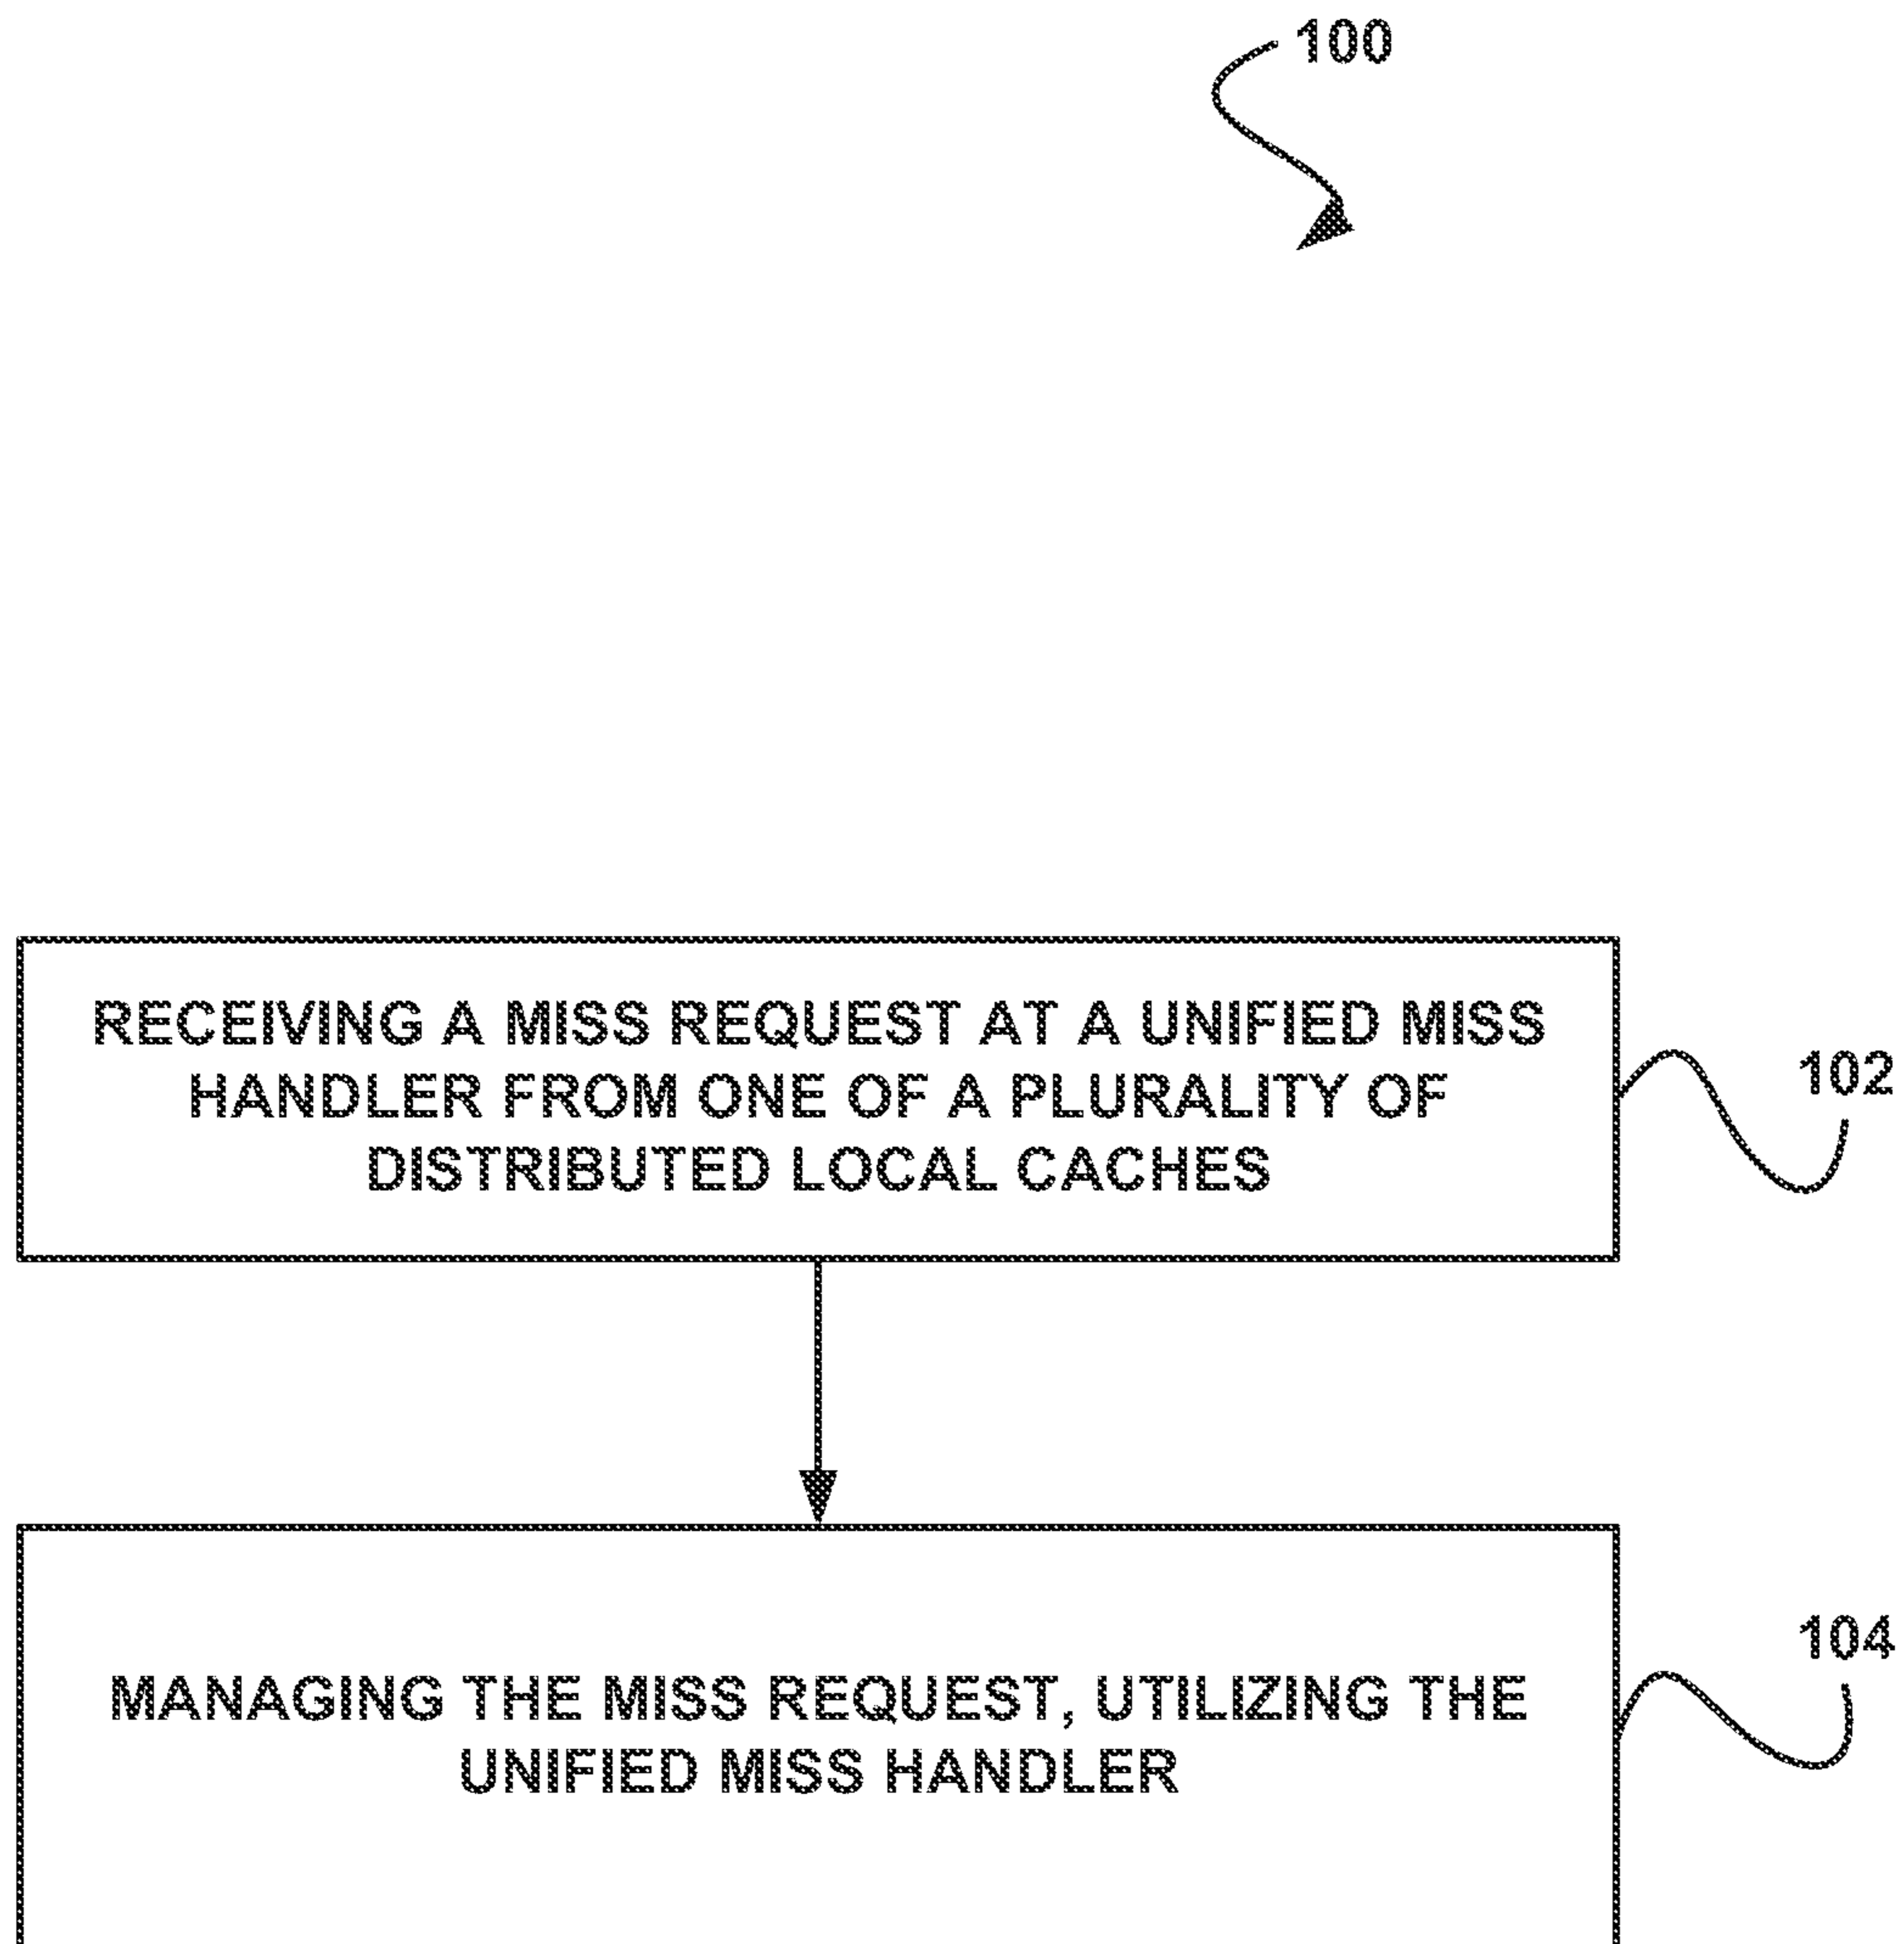 100
RECEIVING A MISS REQUEST AT A UNIFIED MISS
HANDLER FROM ONE OF A PLURALITY OF
DISTRIBUTED LOCAL CACHES
102
104
MANAGING THE MISS REQUEST, UTILIZING THE
UNIFIED MISS HANDLER